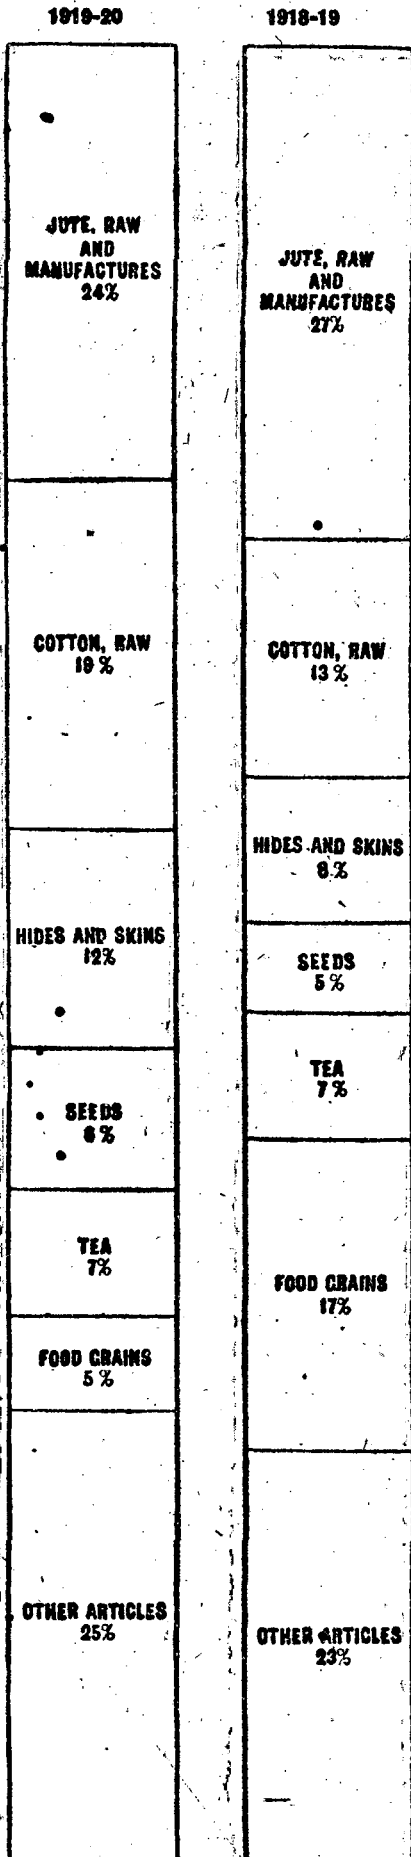 1919-20
JUTE, RAW
AND
MANUFACTURES
24%
COTTON, RAW
19%
HIDES AND SKINS
12%
SEEDS
8%
TEA
7%
FOOD GRAINS
5%
OTHER ARTICLES
25%
1918-19
JUTE, RAW
AND
MANUFACTURES
27%
COTTON, RAW
13%
HIDES AND SKINS
8%
SEEDS
5%
TEA
7%
FOOD GRAINS
17%
OTHER ARTICLES
23%